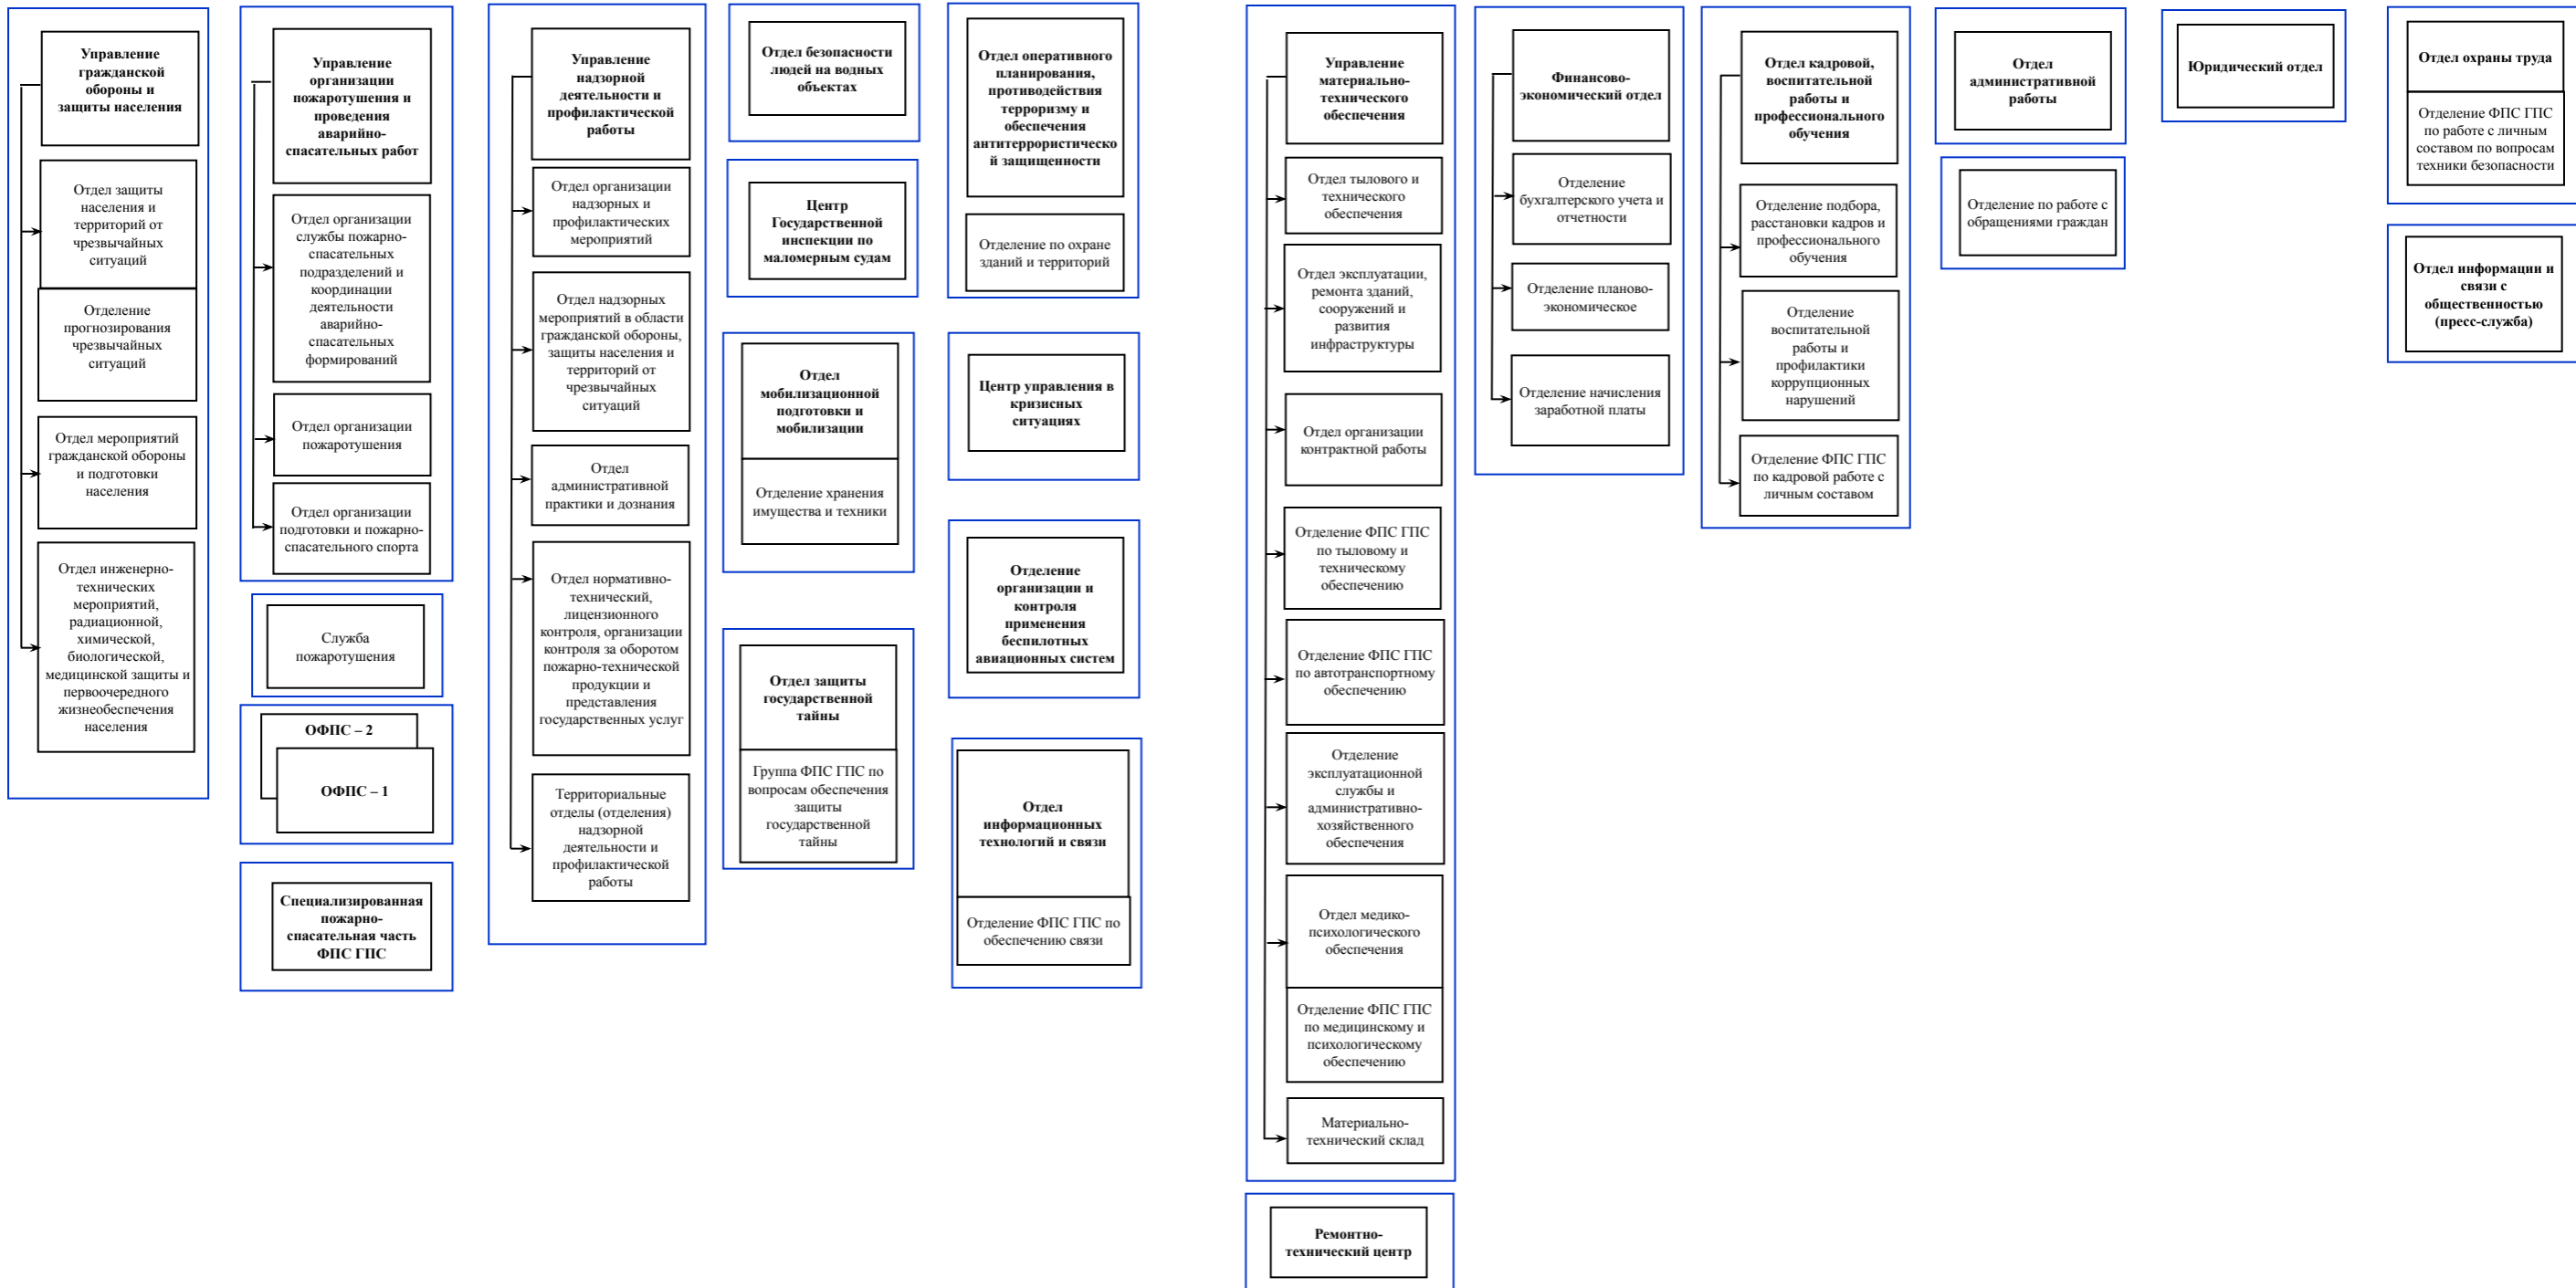 Управление
гражданской
обороны и
защиты населения
Отдел защиты
населения и
территорий от
чрезвычайных
ситуаций
Отделение
прогнозирования
чрезвычайных
ситуаций
Отдел мероприятий
гражданской обороны
и подготовки
населения
Отдел инженерно-
технических
мероприятий,
радиационной,
химической,
биологической,
медицинской защиты и
первоочередного
жизнеобеспечения
населения
Управление
организации
пожаротушения и
проведения
аварийно-
спасательных работ
Отдел организации
службы пожарно-
спасательных
подразделений и
координации
деятельности
аварийно-
спасательных
формирований
Отдел организации
пожаротушения
Отдел организации
подготовки и пожарно-
спасательного спорта
Служба
пожаротушения
ОФПС – 2
ОФПС – 1
Специализированная
пожарно-
спасательная часть
ФПС ГПС
Управление
надзорной
деятельности и
профилактической
работы
Отдел организации
надзорных и
профилактических
мероприятий
Отдел надзорных
мероприятий в области
гражданской обороны,
защиты населения и
территорий от
чрезвычайных
ситуаций
Отдел
административной
практики и дознания
Отдел нормативно-
технический,
лицензионного
контроля, организации
контроля за оборотом
пожарно-технической
продукции и
представления
государственных услуг
Территориальные
отделы (отделения)
надзорной
деятельности и
профилактической
работы
Отдел безопасности
людей на водных
объектах
Центр
Государственной
инспекции по
маломерным судам
Отдел
мобилизационной
подготовки и
мобилизации
Отделение хранения
имущества и техники
Отдел защиты
государственной
тайны
Группа ФПС ГПС по
вопросам обеспечения
защиты
государственной
тайны
Отдел оперативного
планирования,
противодействия
терроризму и
обеспечения
антитеррористическо
й защищенности
Отделение по охране
зданий и территорий
Центр управления в
кризисных
ситуациях
Отделение
организации и
контроля
применения
беспилотных
авиационных систем
Отдел
информационных
технологий и связи
Отделение ФПС ГПС по
обеспечению связи
Управление
материально-
технического
обеспечения
Отдел тылового и
технического
обеспечения
Отдел эксплуатации,
ремонта зданий,
сооружений и
развития
инфраструктуры
Отдел организации
контрактной работы
Отделение ФПС ГПС
по тыловому и
техническому
обеспечению
Отделение ФПС ГПС
по автотранспортному
обеспечению
Отделение
эксплуатационной
службы и
административно-
хозяйственного
обеспечения
Отдел медико-
психологического
обеспечения
Отделение ФПС ГПС
по медицинскому и
психологическому
обеспечению
Материально-
технический склад
Ремонтно-
технический центр
Финансово-
экономический отдел
Отделение
бухгалтерского учета и
отчетности
Отделение планово-
экономическое
Отделение начисления
заработной платы
Отдел кадровой,
воспитательной
работы и
профессионального
обучения
Отделение подбора,
расстановки кадров и
профессионального
обучения
Отделение
воспитательной
работы и
профилактики
коррупционных
нарушений
Отделение ФПС ГПС
по кадровой работе с
личным составом
Отдел
административной
работы
Отделение по работе с
обращениями граждан
Юридический отдел
Отдел охраны труда
Отделение ФПС ГПС
по работе с личным
составом по вопросам
техники безопасности
Отдел информации и
связи с
общественностью
(пресс-служба)